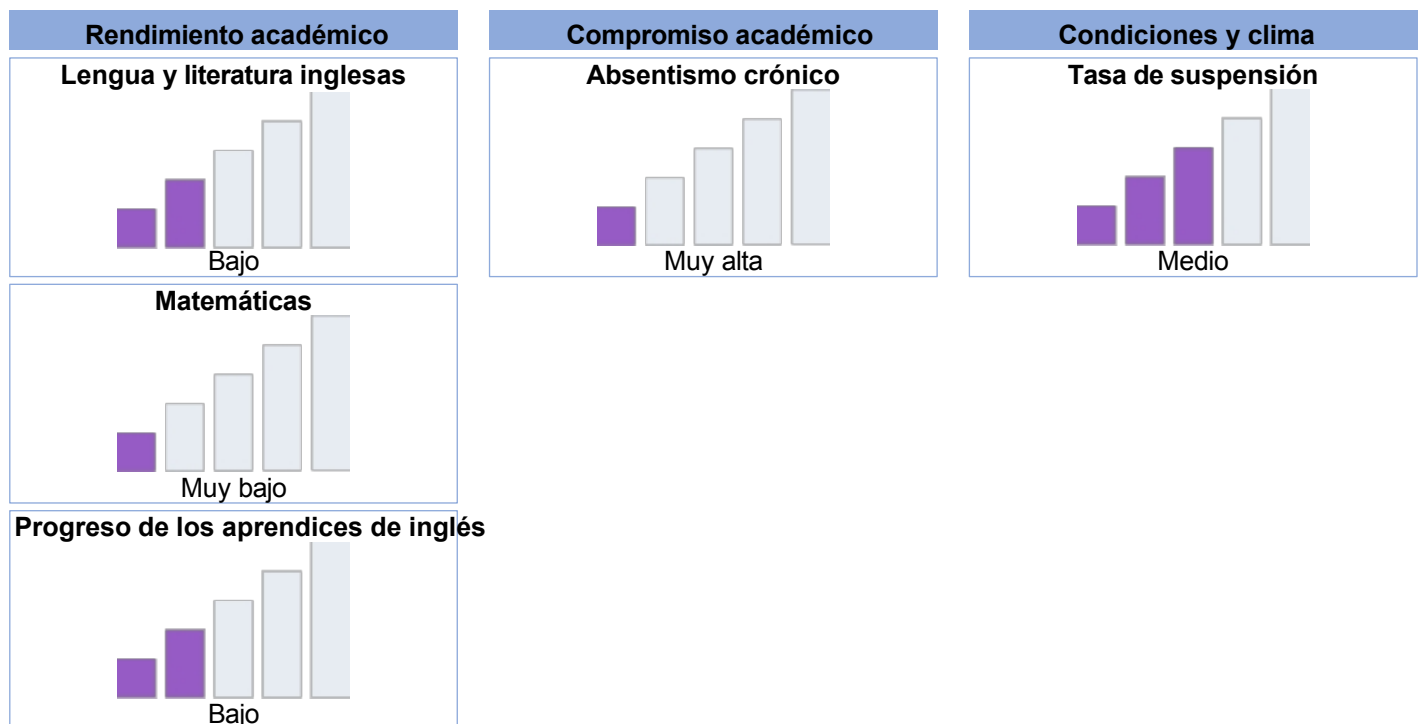 Rendimiento académico
Lengua y literatura inglesas
Bajo
Matemáticas
Muy bajo
Progreso de los aprendices de inglés
Bajo
Compromiso académico
Absentismo crónico
Muy alta
Condiciones y clima
Tasa de suspensión
Medio